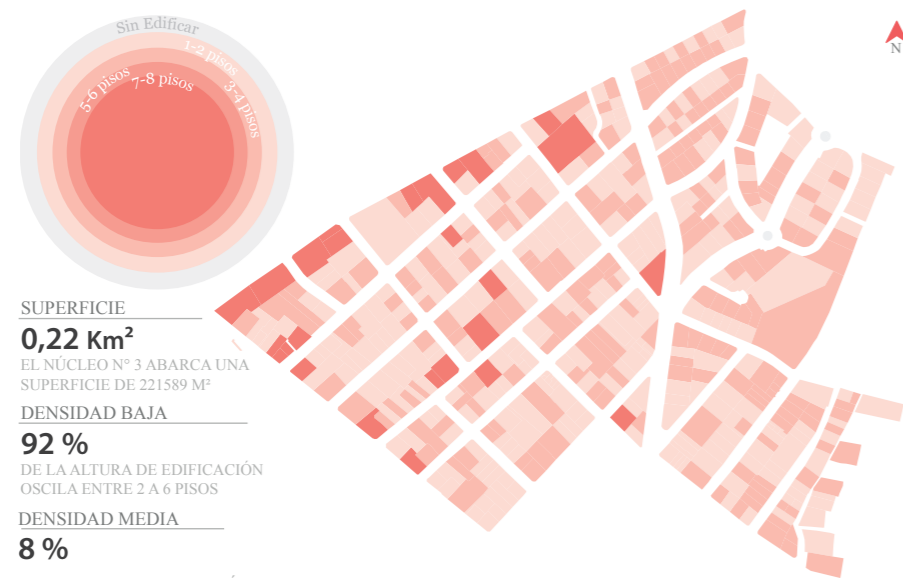 Sin Edificar
1-2 pisos
3-4 pisos
5-6 pisos
7-8 pisos
N
SUPERFICIE
0,22 Km²
EL NÚCLEO N° 3 ABARCA UNA
SUPERFICIE DE 221589 M²
DENSIDAD BAJA
92 %
DE LA ALTURA DE EDIFICACIÓN
OSCILA ENTRE 2 A 6 PISOS
DENSIDAD MEDIA
8 %